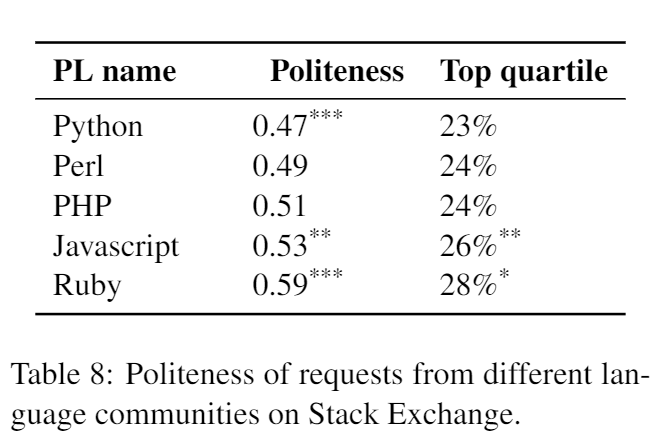 PL name Politeness Top quartile
Python 0.47*** 23%
Perl 0.49 24%
PHP 0.51 24%
Javascript 0.53** 26%**
Ruby 0.59*** 28%*
Table 8: Politeness of requests from different lan-
guage communities on Stack Exchange.